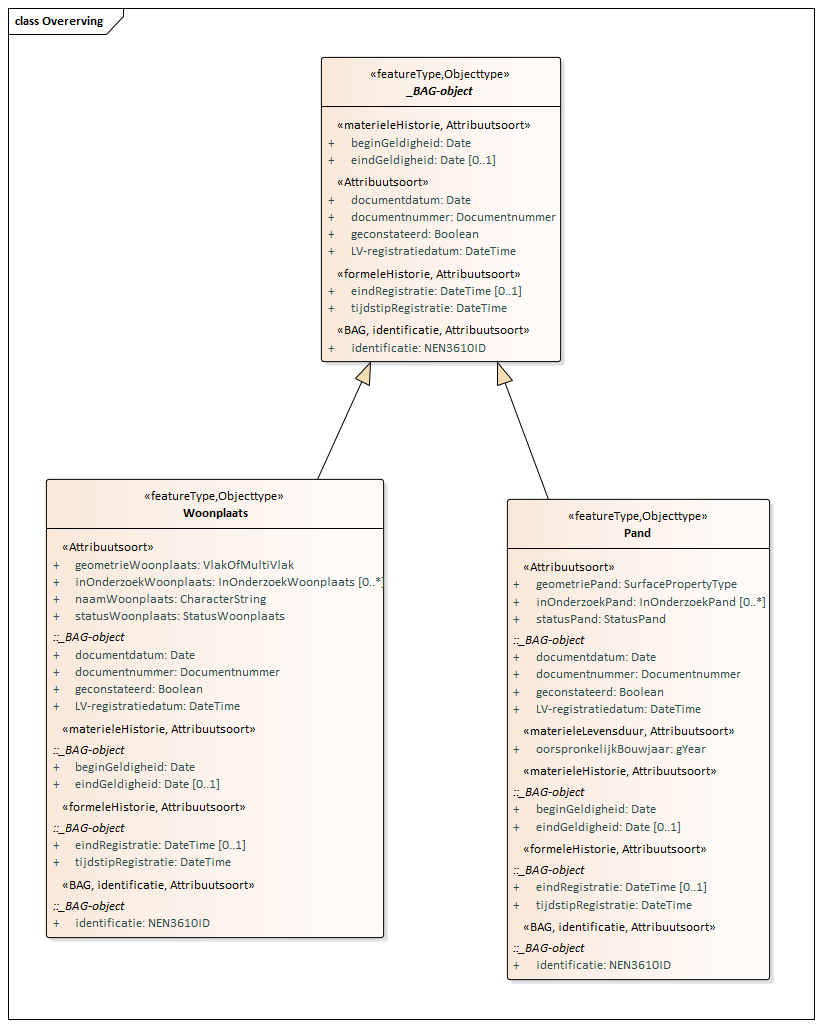 class Overerving
«featureType,Objecttype»
_BAG-object
«materieleHistorie, Attribuutsoort»
+ beginGeldigheid: Date
+ eindGeldigheid: Date [0..1]
«Attribuutsoort»
+ documentdatum: Date
+ documentnummer: Documentnummer
+ geconstateerd: Boolean
+ LV-registratiedatum: DateTime
«formeleHistorie, Attribuutsoort»
+ eindRegistratie: DateTime [0..1]
+ tijdstipRegistratie: DateTime
«BAG, identificatie, Attribuutsoort»
+ identificatie: NEN3610ID
«featureType,Objecttype»
Woonplaats
«Attribuutsoort»
+ geometrieWoonplaats: VlakOfMultiVlak
+ inOnderzoekWoonplaats: InOnderzoekWoonplaats [0..*]
+ naamWoonplaats: CharacterString
+ statusWoonplaats: StatusWoonplaats
::_BAG-object
+ documentdatum: Date
+ documentnummer: Documentnummer
+ geconstateerd: Boolean
+ LV-registratiedatum: DateTime
«materieleHistorie, Attribuutsoort»
::_BAG-object
+ beginGeldigheid: Date
+ eindGeldigheid: Date [0..1]
«formeleHistorie, Attribuutsoort»
::_BAG-object
+ eindRegistratie: DateTime [0..1]
+ tijdstipRegistratie: DateTime
«BAG, identificatie, Attribuutsoort»
::_BAG-object
+ identificatie: NEN3610ID
«featureType,Objecttype»
Pand
«Attribuutsoort»
+ geometriePand: SurfacePropertyType
+ inOnderzoekPand: InOnderzoekPand [0..*]
+ statusPand: StatusPand
::_BAG-object
+ documentdatum: Date
+ documentnummer: Documentnummer
+ geconstateerd: Boolean
+ LV-registratiedatum: DateTime
«materieleLevensduur, Attribuutsoort»
+ oorspronkelijkBouwjaar: gYear
«materieleHistorie, Attribuutsoort»
::_BAG-object
+ beginGeldigheid: Date
+ eindGeldigheid: Date [0..1]
«formeleHistorie, Attribuutsoort»
::_BAG-object
+ eindRegistratie: DateTime [0..1]
+ tijdstipRegistratie: DateTime
«BAG, identificatie, Attribuutsoort»
::_BAG-object
+ identificatie: NEN3610ID